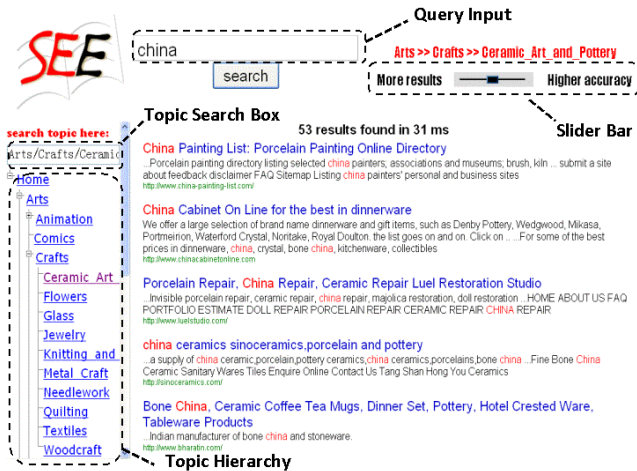 Query Input
SEE
china
search
Arts >> Crafts >> Ceramic_Art_and_Pottery
More results Higher accuracy
Slider Bar
Topic Search Box
search topic here:
Arts/Crafts/Ceramic
53 results found in 31 ms
Home
Arts
Animation
Comics
Crafts
Ceramic_Art
Flowers
Glass
Jewelry
Knitting_and
Metal_Craft
Needlework
Quilting
Textiles
Woodcraft
Topic Hierarchy
China Painting List: Porcelain Painting Online Directory
...Porcelain painting directory listing selected china painters; associations and museums; brush, kiln ... submit a site
about feedback disclaimer FAQ Sitemap Listing china painters' personal and business sites
http://www.china-painting-list.com/
China Cabinet On Line for the best in dinnerware
We offer a large selection of brand name dinnerware and gift items, such as Denby Pottery, Wedgwood, Mikasa,
Portmeirion, Waterford Crystal, Noritake, Royal Doulton. the list goes on and on. Click on .. ...For some of the best
prices in dinnerware, china, crystal, bone china, kitchenware, collectibles
http://www.chinacabinetonline.com
Porcelain Repair, China Repair, Ceramic Repair Luel Restoration Studio
...Invisible porcelain repair, ceramic repair, china repair, majolica restoration, doll restoration ...HOME ABOUT US FAQ
PORTFOLIO ESTIMATE DOLL REPAIR PORCELAIN REPAIR CERAMIC REPAIR CHINA REPAIR
http://www.luelstudio.com/
china ceramics sinoceramics,porcelain and pottery
...a supply of china ceramic,porcelain,pottery ceramics,china ceramics,porcelains,bone china ...Fine Bone China
Ceramic Sanitary Wares Tiles Enquire Online Contact Us Tang Shan Hong You Ceramics
http://sinoceramics.com/
Bone China, Ceramic Coffee Tea Mugs, Dinner Set, Pottery, Hotel Crested Ware,
Tableware Products
...Indian manufacturer of bone china and stoneware.
http://www.bharatin.com/